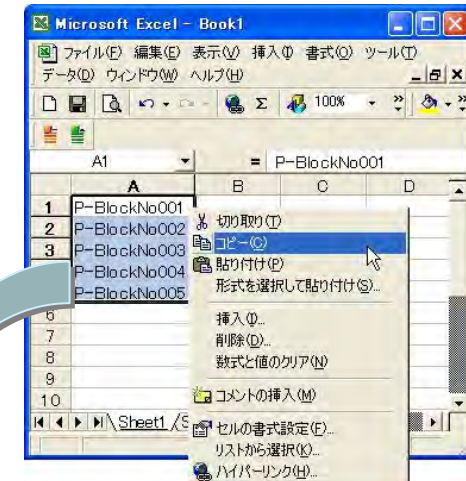 Microsoft Excel - Book1
ファイル(F) 編集(E) 表示(V) 挿入(I) 書式(O) ツール(T)
データ(D) ウィンドウ(W) ヘルプ(H)
100%
A1 = P-BlockNo001
A B C D
1 P-BlockNo001
2 P-BlockNo002
3 P-BlockNo003
P-BlockNo004
P-BlockNo005
6
7
8
9
10
切り取り(T)
コピー(C)
貼り付け(P)
形式を選択して貼り付け(S)...
挿入(I)...
削除(D)...
数式と値のクリア(N)
コメントの挿入(M)
セルの書式設定(F)...
リストから選択(K)...
ハイパーリンク(H)...
Sheet1